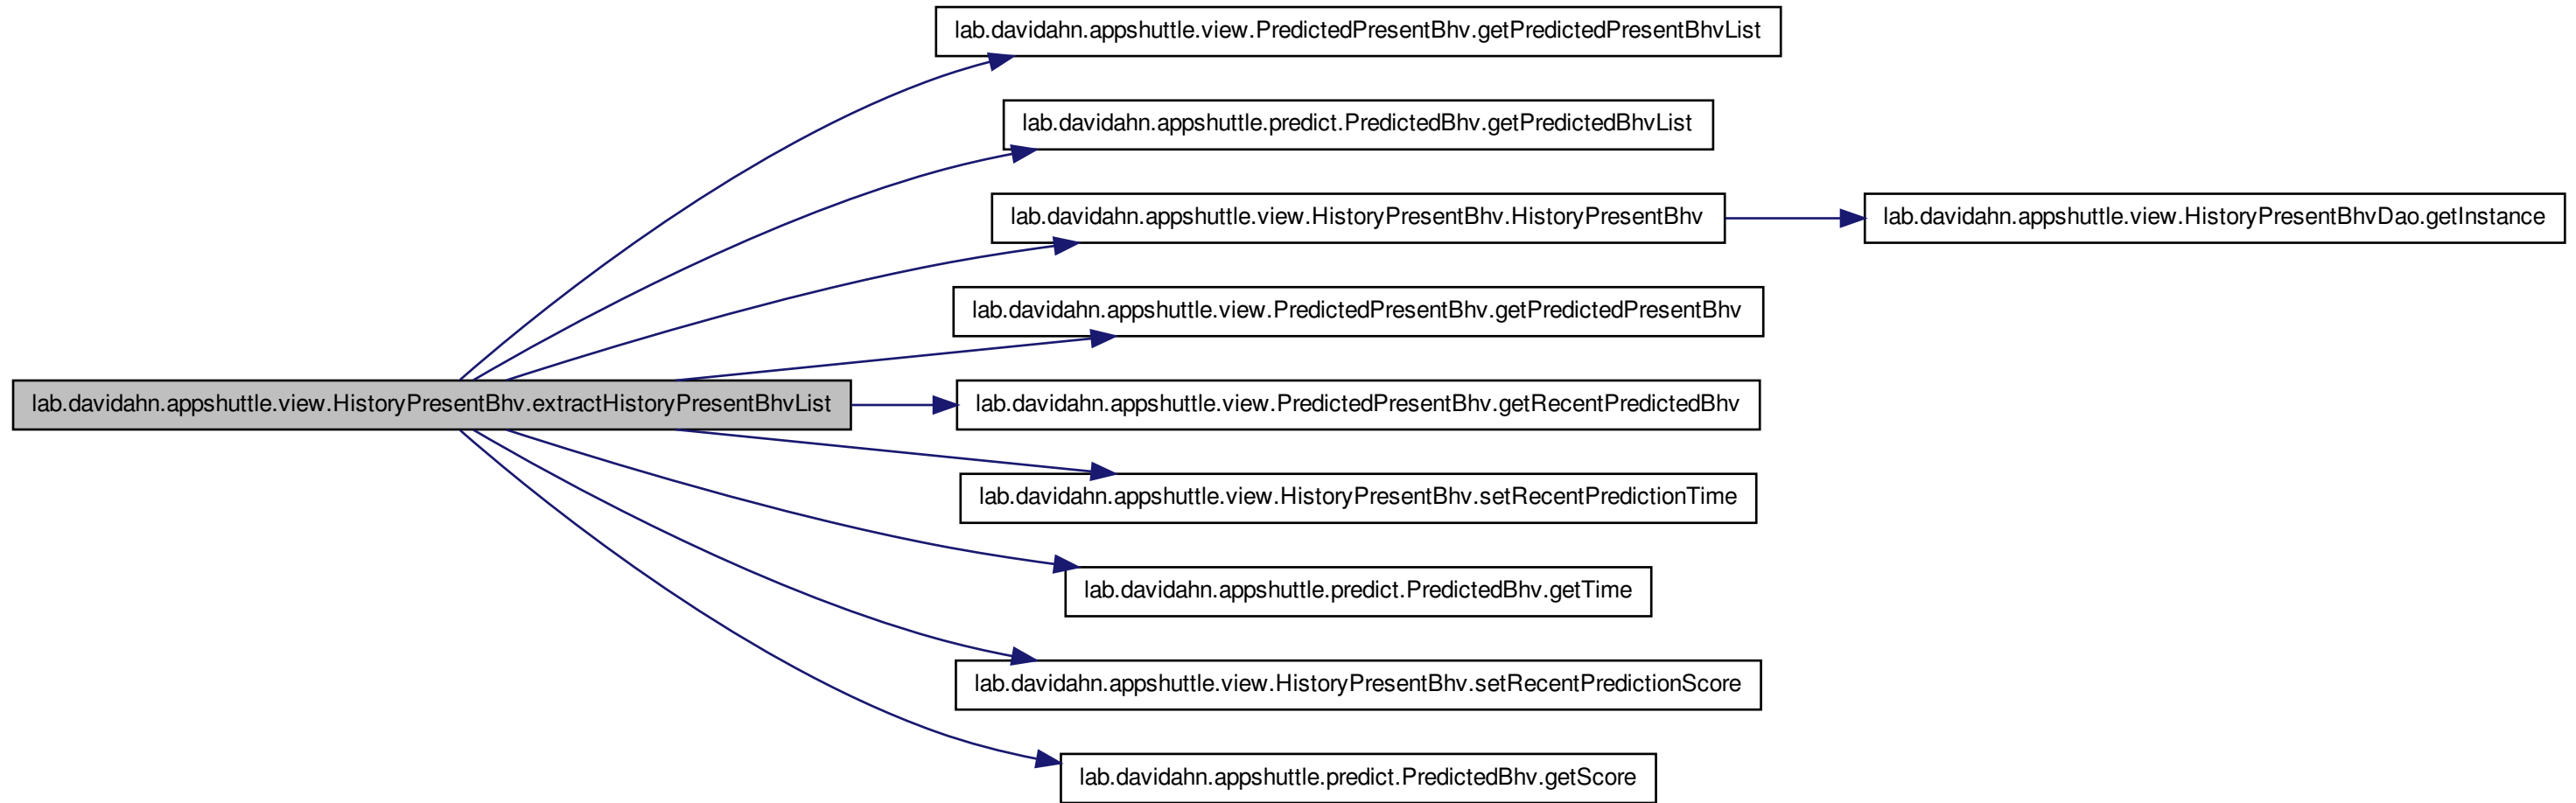 lab.davidahn.appshuttle.view.PredictedPresentBhv.getPredictedPresentBhvList
lab.davidahn.appshuttle.predict.PredictedBhv.getPredictedBhvList
lab.davidahn.appshuttle.view.HistoryPresentBhv.HistoryPresentBhv
lab.davidahn.appshuttle.view.HistoryPresentBhvDao.getInstance
lab.davidahn.appshuttle.view.PredictedPresentBhv.getPredictedPresentBhv
lab.davidahn.appshuttle.view.HistoryPresentBhv.extractHistoryPresentBhvList
lab.davidahn.appshuttle.view.PredictedPresentBhv.getRecentPredictedBhv
lab.davidahn.appshuttle.view.HistoryPresentBhv.setRecentPredictionTime
lab.davidahn.appshuttle.predict.PredictedBhv.getTime
lab.davidahn.appshuttle.view.HistoryPresentBhv.setRecentPredictionScore
lab.davidahn.appshuttle.predict.PredictedBhv.getScore